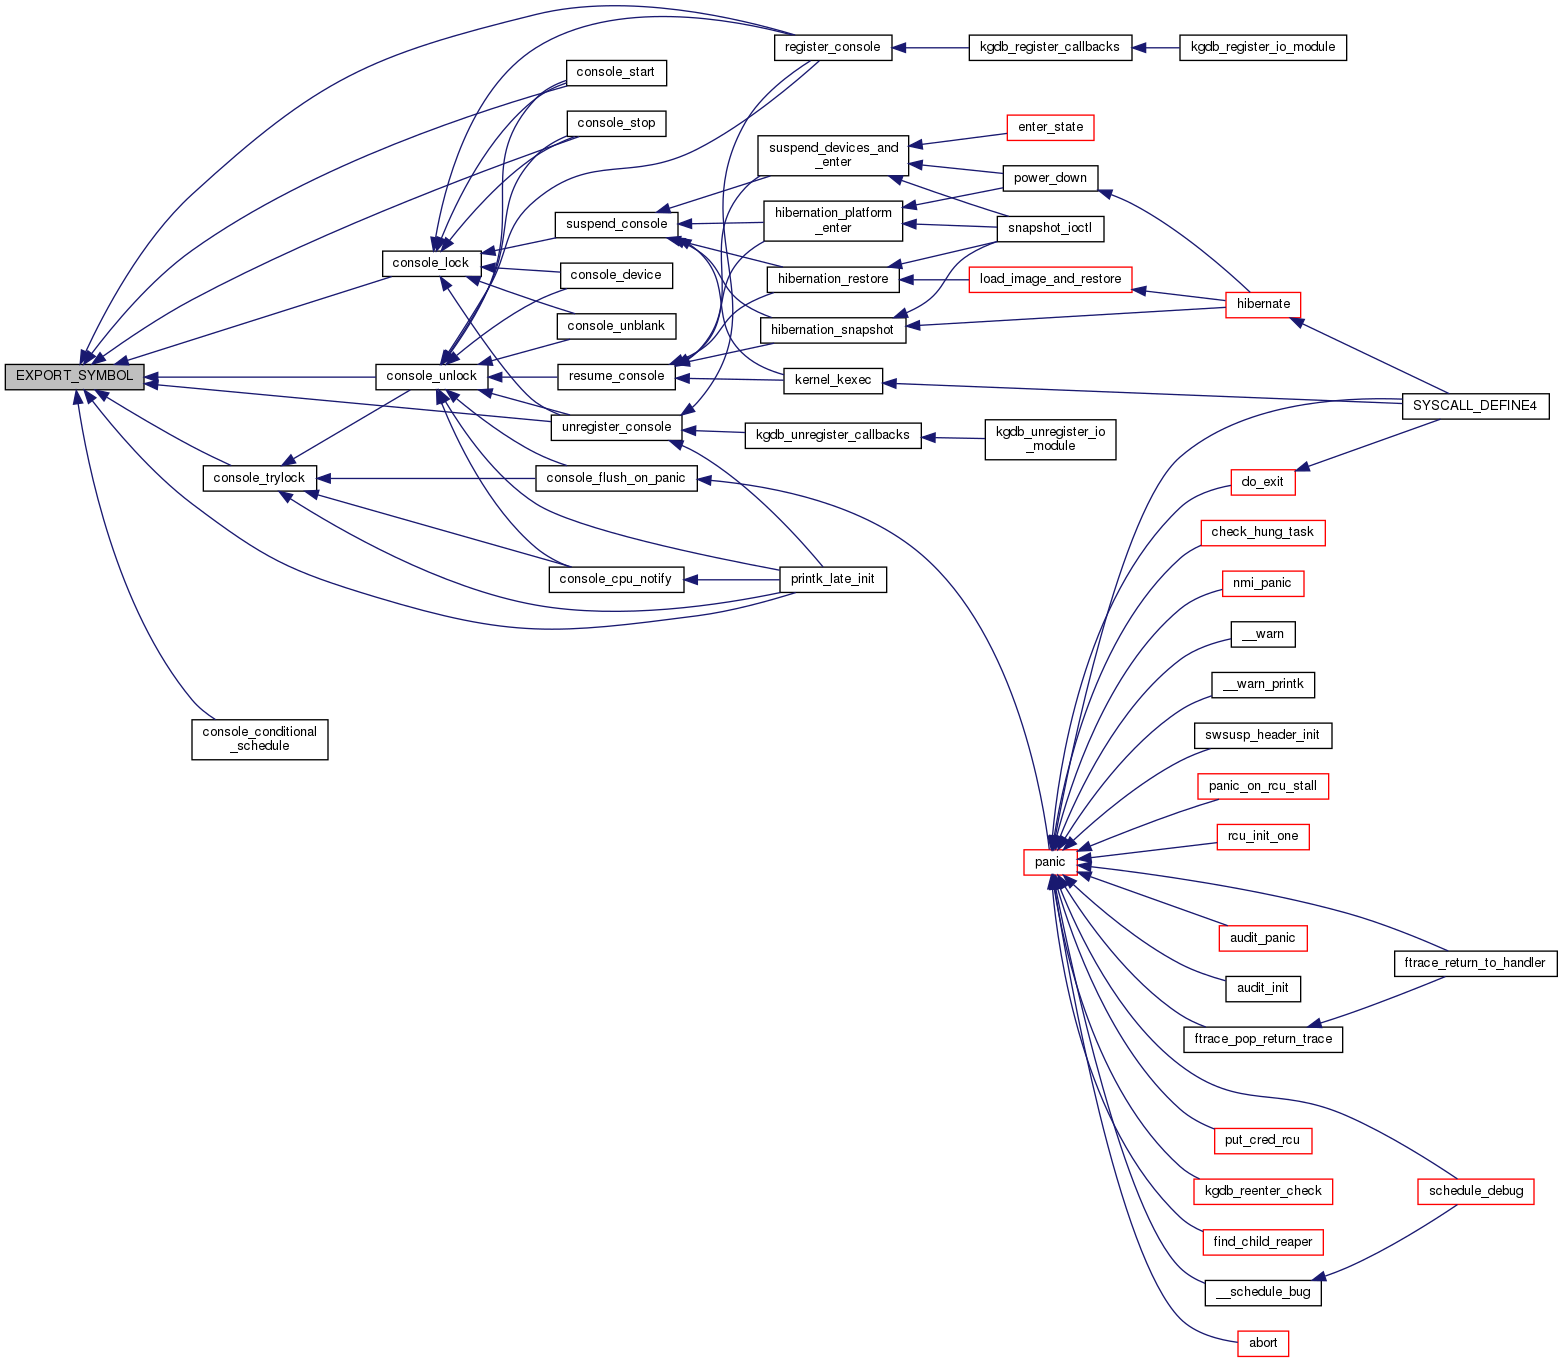 register_console
kgdb_register_callbacks
kgdb_register_io_module
console_start
console_stop
enter_state
suspend_devices_and
_enter
power_down
hibernation_platform
_enter
suspend_console
snapshot_ioctl
console_lock
console_device
hibernation_restore
load_image_and_restore
hibernate
console_unblank
hibernation_snapshot
EXPORT_SYMBOL
console_unlock
resume_console
kernel_kexec
SYSCALL_DEFINE4
unregister_console
kgdb_unregister_callbacks
kgdb_unregister_io
_module
console_trylock
console_flush_on_panic
do_exit
check_hung_task
console_cpu_notify
printk_late_init
nmi_panic
__warn
__warn_printk
console_conditional
_schedule
swsusp_header_init
panic_on_rcu_stall
rcu_init_one
panic
audit_panic
ftrace_return_to_handler
audit_init
ftrace_pop_return_trace
put_cred_rcu
kgdb_reenter_check
schedule_debug
find_child_reaper
__schedule_bug
abort